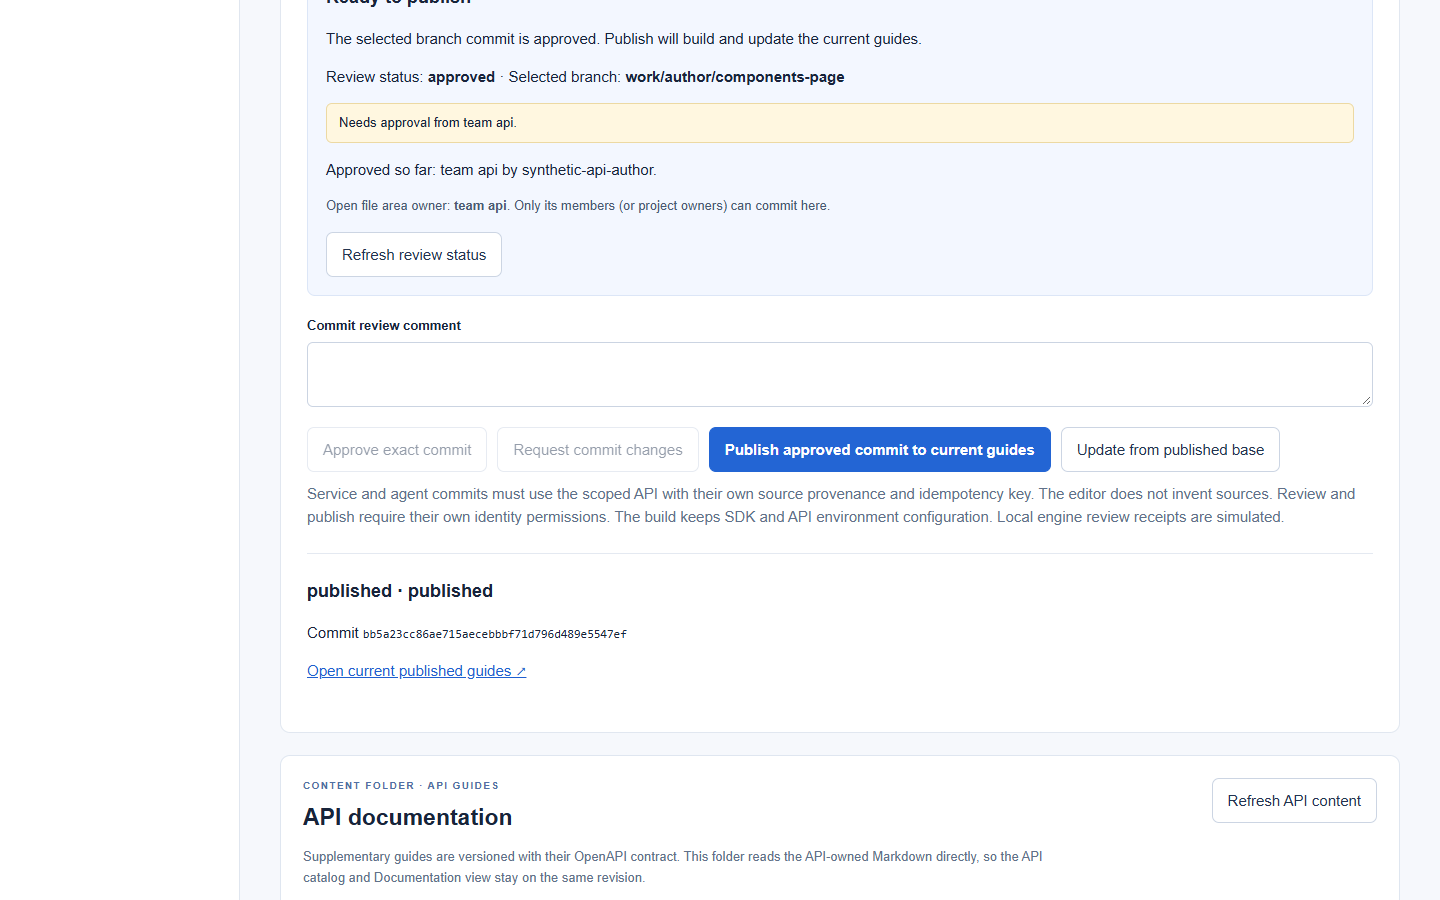 Ready to publish
The selected branch commit is approved. Publish will build and update the current guides.
Review status: approved · Selected branch: work/author/components-page
Needs approval from team api.
Approved so far: team api by synthetic-api-author.
Open file area owner: team api. Only its members (or project owners) can commit here.
Refresh review status
Commit review comment
Approve exact commit
Request commit changes
Publish approved commit to current guides
Update from published base
Service and agent commits must use the scoped API with their own source provenance and idempotency key. The editor does not invent sources. Review and
publish require their own identity permissions. The build keeps SDK and API environment configuration. Local engine review receipts are simulated.
published · published
Commit bb5a23cc86ae715aecebbbf71d796d489e5547ef
Open current published guides ↗
CONTENT FOLDER · API GUIDES
API documentation
Refresh API content
Supplementary guides are versioned with their OpenAPI contract. This folder reads the API-owned Markdown directly, so the API
catalog and Documentation view stay on the same revision.